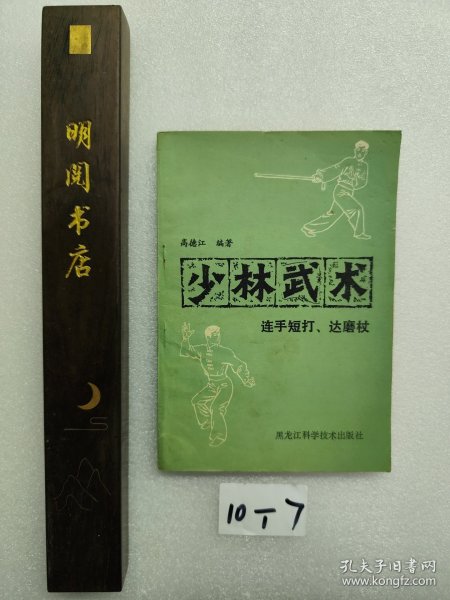 明阅书店
高德江 编著
少林武术
连手短打、达磨杖
黑龙江科学技术出版社
10-7
孔夫子旧书网
www.kongfz.com